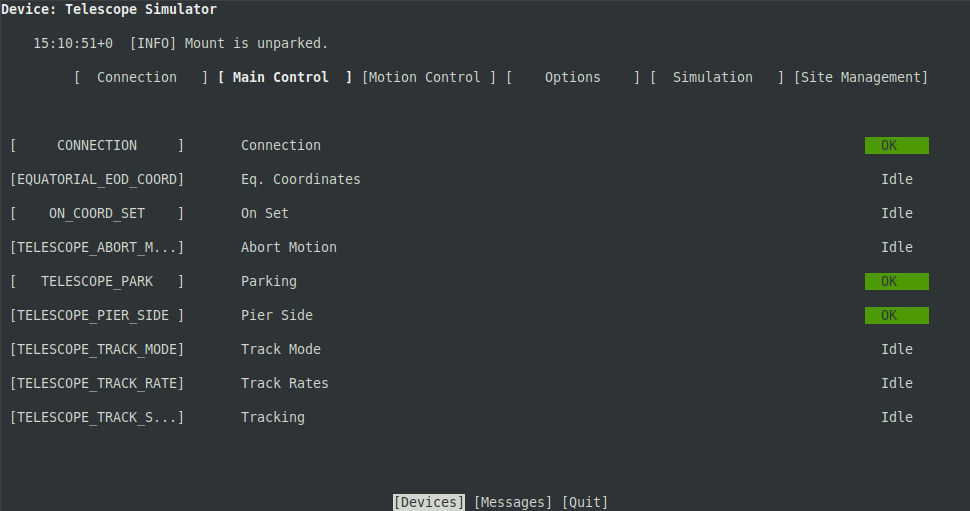 Device: Telescope Simulator
15:10:51+0  [INFO] Mount is unparked.
[  Connection   ] [ Main Control  ] [Motion Control ] [    Options    ] [  Simulation   ] [Site Management]
[     CONNECTION     ]       Connection       OK
[EQUATORIAL_EOD_COORD]       Eq. Coordinates       Idle
[    ON_COORD_SET    ]       On Set       Idle
[TELESCOPE_ABORT_M...]       Abort Motion       Idle
[   TELESCOPE_PARK   ]       Parking       OK
[TELESCOPE_PIER_SIDE ]       Pier Side       OK
[TELESCOPE_TRACK_MODE]       Track Mode       Idle
[TELESCOPE_TRACK_RATE]       Track Rates       Idle
[TELESCOPE_TRACK_S...]       Tracking       Idle
[Devices] [Messages] [Quit]